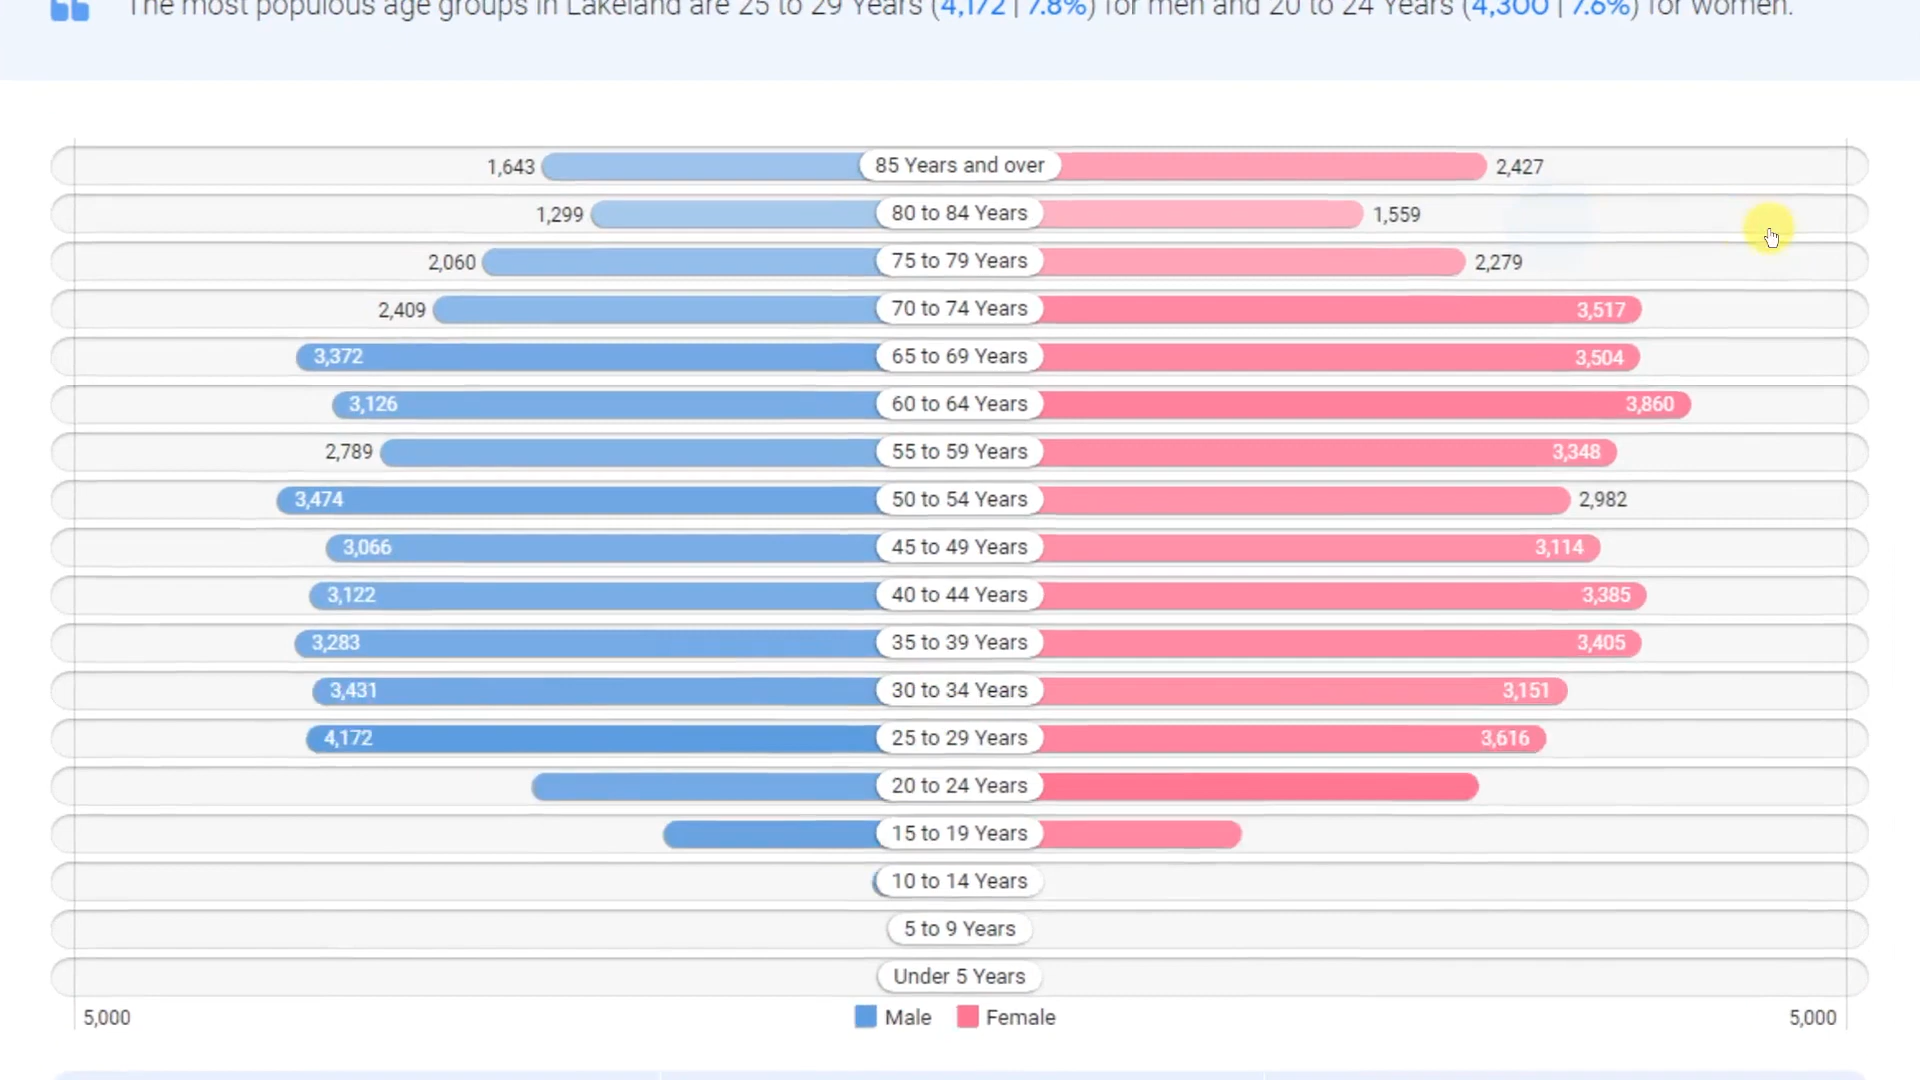 The most populous age groups in Lakeland are 25 to 29 Years (4,172 | 7.8%) for men and 20 to 24 Years (4,300 | 7.6%) for women.
1,643 85 Years and over 2,427
1,299 80 to 84 Years 1,559
2,060 75 to 79 Years 2,279
2,409 70 to 74 Years 3,517
3,372 65 to 69 Years 3,504
3,126 60 to 64 Years 3,860
2,789 55 to 59 Years 3,348
3,474 50 to 54 Years 2,982
3,066 45 to 49 Years 3,114
3,122 40 to 44 Years 3,385
3,283 35 to 39 Years 3,405
3,431 30 to 34 Years 3,151
4,172 25 to 29 Years 3,616
20 to 24 Years
15 to 19 Years
10 to 14 Years
5 to 9 Years
Under 5 Years
5,000 Male Female 5,000